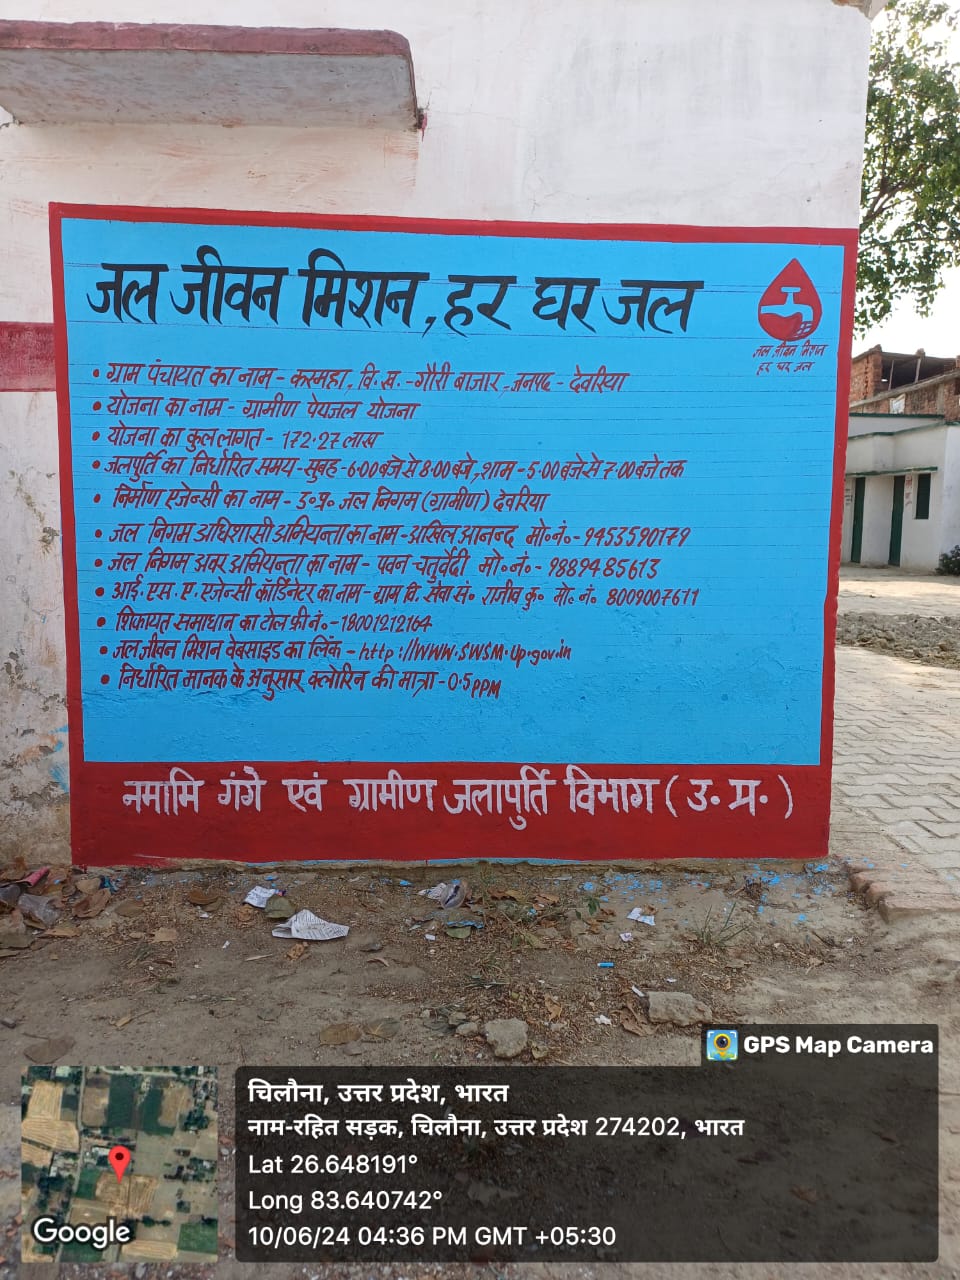 जल जीवन मिशन, हर घर जल
जल जीवन मिशन
हर घर जल
• ग्राम पंचायत का नाम - करमहा, वि. ख. - गौरी बाजार, जनपद - देवरिया
• योजना का नाम - ग्रामीण पेयजल योजना
• योजना का कुल लागत - 172.27 लाख
• जलपुर्ति का निर्धारित समय - सुबह - 6:00 बजे से 8:00 बजे, शाम - 5:00 बजे से 7:00 बजे तक
• निर्माण एजेन्सी का नाम - उ॰प्र॰ जल निगम (ग्रामीण) देवरिया
• जल निगम अधिशासी अभियन्ता का नाम - अखिल आनन्द मो॰नं॰ - 9453590179
• जल निगम अवर अभियन्ता का नाम - पवन चतुर्वेदी मो॰नं॰ - 9889485613
• आई. एस. ए. एजेन्सी कॉर्डिनेटर का नाम - ग्राम वि. सेवा सं. राजीव कु॰ मो॰नं. 8009007611
• शिकायत समाधान का टोल फ्री नं॰ - 18001212164
• जल जीवन मिशन वेबसाइड का लिंक - http://www.swsm.up.gov.in
• निर्धारित मानक के अनुसार क्लोरिन की मात्रा - 0.5 PPM
नमामि गंगे एवं ग्रामीण जलापुर्ति विभाग (उ॰ प्र॰)
GPS Map Camera
चिलौना, उत्तर प्रदेश, भारत
नाम-रहित सड़क, चिलौना, उत्तर प्रदेश 274202, भारत
Lat 26.648191°
Long 83.640742°
10/06/24 04:36 PM GMT +05:30
Google